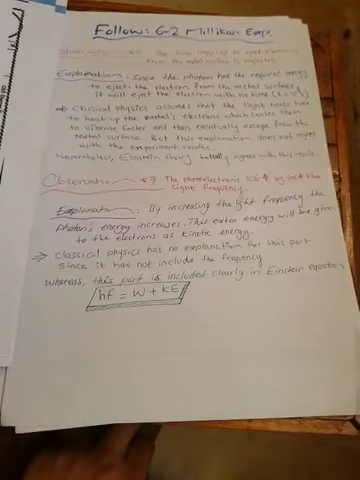 Follow: 6-2 Millikan Exp.
Observation #6 The time required to eject electrons
from the metal surface is
Explanation: Since the photon has the required energy
to eject the electron from the metal surface,
it will eject the electron with no time
⇒ Classical physics assumes that the light needs time
to heat up the metal's electrons which causes them
to vibrate faster and then eventually escape from the
metal surface. But this explanation does not agree
with the experiment results.
Nevertheless, Einstein theory totally agree with this result.
Observation #7 The photoelectrons KE↑ by the
light frequency.
Explanation: By increasing the light frequency the
photon's energy increases. This extra energy will be given
to the electrons as kinetic energy.
⇒ Classical physics has no explanation for this part
since it has not include the frequency
Whereas, this part is included clearly in Einstein equation
hf = W + KE